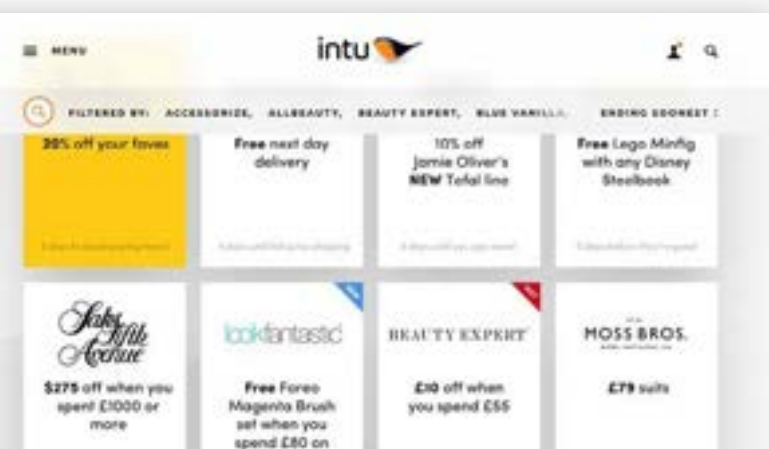 MENU
intu
FILTERED BY: ACCESSORIZE, ALLBEAUTY, BEAUTY EXPERT, BLUE VANILLA,
ENDING SOONEST
20% off your faves
Free next day
delivery
10% off
Jamie Oliver's
NEW Tefal line
Free Lego Minfig
with any Disney
Steelbook
Saks
Fifth
Avenue
$275 off when you
spent £1000 or
more
lookfantastic
Free Foreo
Magenta Brush
set when you
spend £80 on
BEAUTY EXPERT
£10 off when
you spend £55
MOSS BROS.
£79 suits